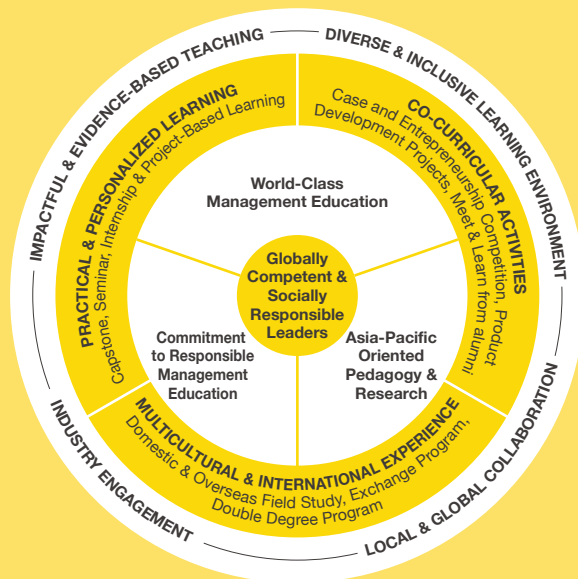 IMPACTFUL & EVIDENCE-BASED TEACHING
DIVERSE & INCLUSIVE LEARNING ENVIRONMENT
PRACTICAL & PERSONALIZED LEARNING
Capstone, Seminar, Internship & Project-Based Learning
CO-CURRICULAR ACTIVITIES
Case and Entrepreneurship Competition, Product
Development Projects, Meet & Learn from alumni
World-Class
Management Education
Globally
Competent &
Socially
Responsible
Leaders
Commitment
to Responsible
Management
Education
Asia-Pacific
Oriented
Pedagogy &
Research
MULTICULTURAL & INTERNATIONAL EXPERIENCE
Domestic & Overseas Field Study, Exchange Program,
Double Degree Program
INDUSTRY ENGAGEMENT
LOCAL & GLOBAL COLLABORATION